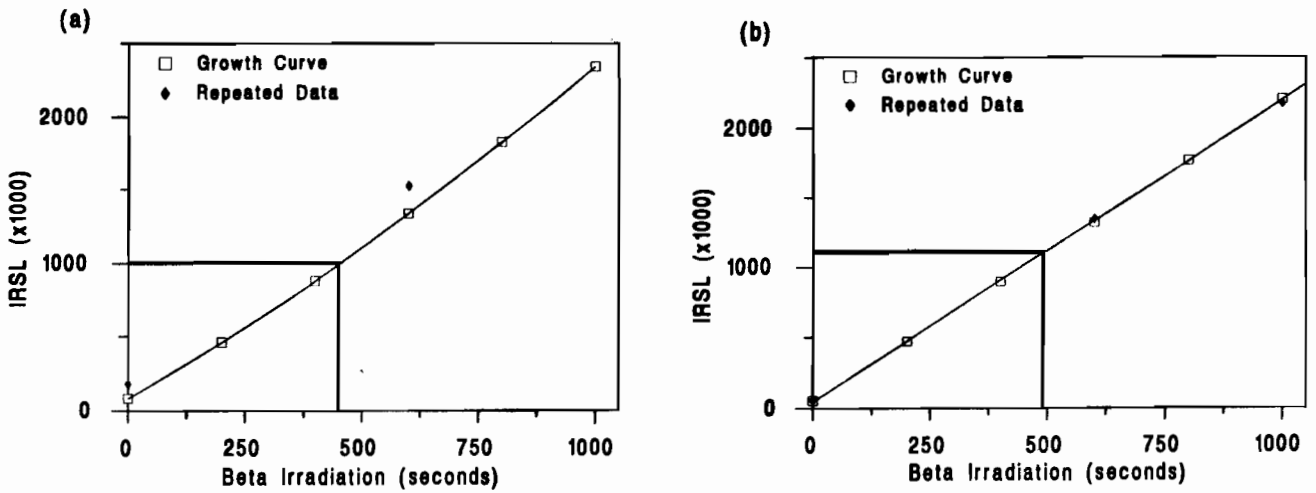 (a)
Growth Curve
Repeated Data
2000
1000
0
IRSL (x1000)
0 250 500 750 1000
Beta Irradiation (seconds)
(b)
Growth Curve
Repeated Data
2000
1000
0
IRSL (x1000)
0 250 500 750 1000
Beta Irradiation (seconds)